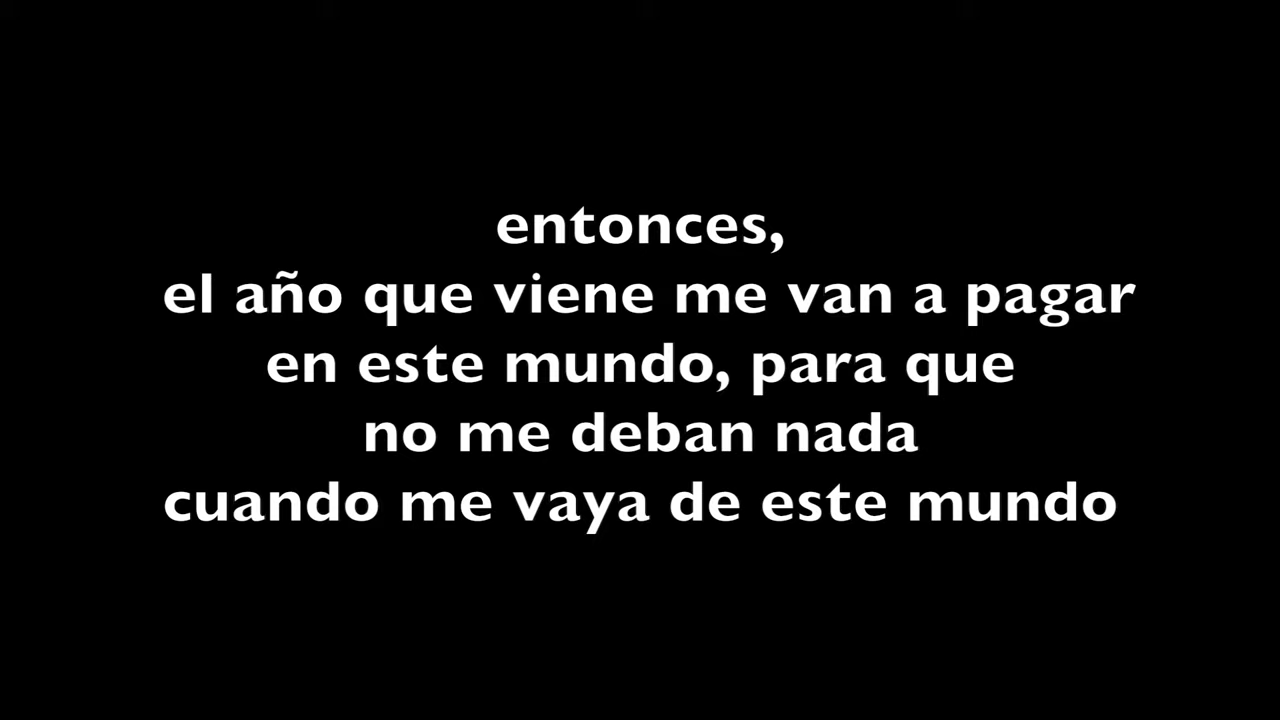 entonces,
el año que viene me van a pagar
en este mundo, para que
no me deban nada
cuando me vaya de este mundo